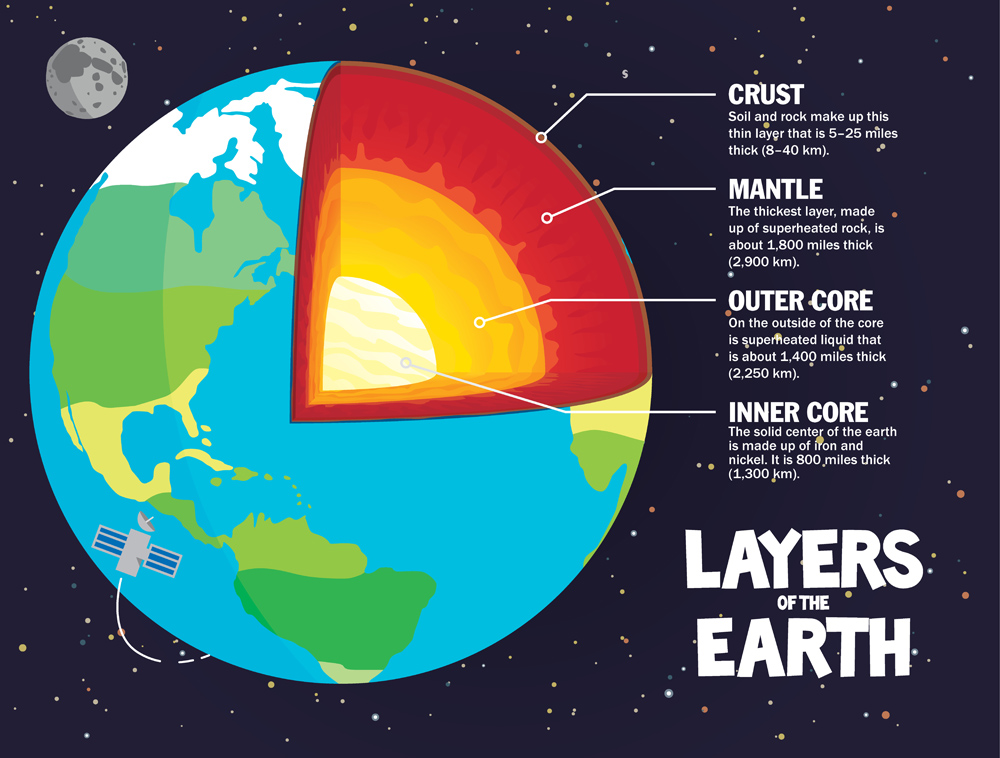 CRUST
Soil and rock make up this
thin layer that is 5–25 miles
thick (8–40 km).
MANTLE
The thickest layer, made
up of superheated rock, is
about 1,800 miles thick
(2,900 km).
OUTER CORE
On the outside of the core
is superheated liquid that
is about 1,400 miles thick
(2,250 km).
INNER CORE
The solid center of the earth
is made up of iron and
nickel. It is 800 miles thick
(1,300 km).
LAYERS
OF THE
EARTH